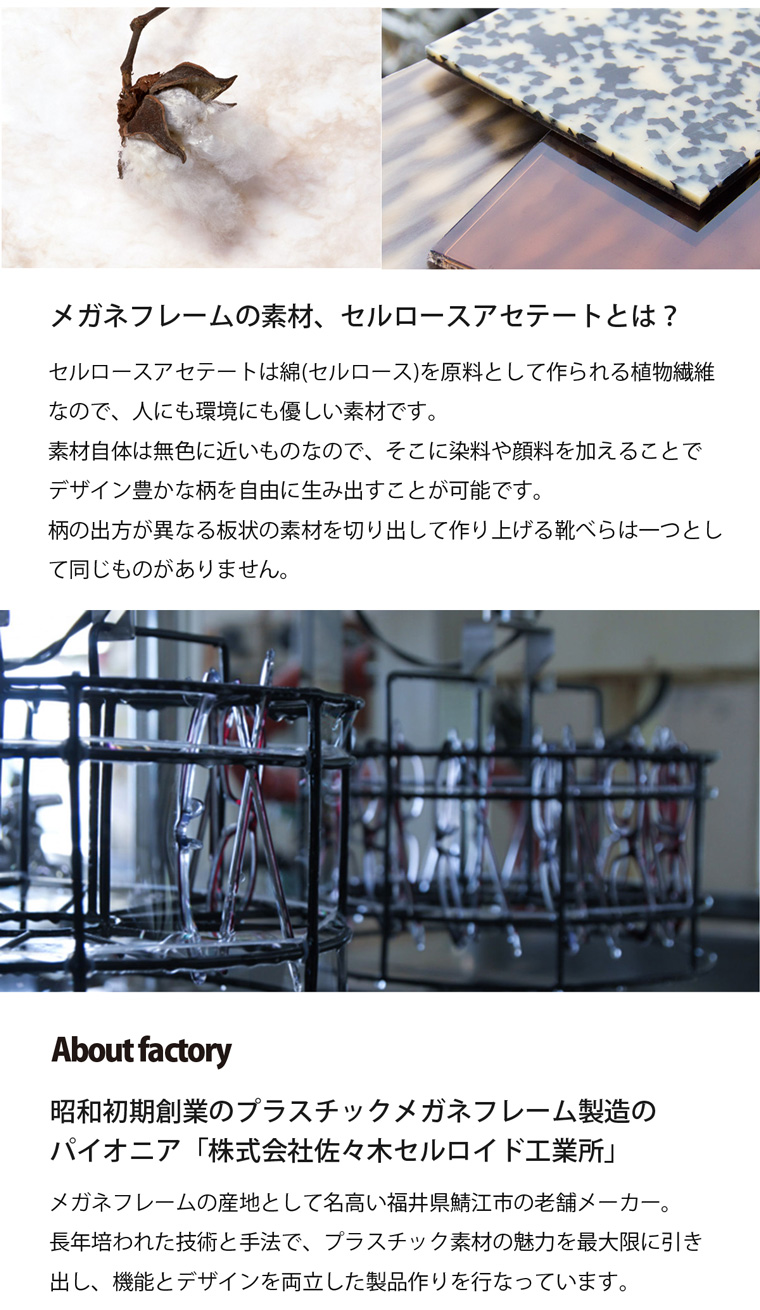 メガネフレームの素材、セルロースアセテートとは？
セルロースアセテートは綿(セルロース)を原料として作られる植物繊維
なので、人にも環境にも優しい素材です。
素材自体は無色に近いものなので、そこに染料や顔料を加えることで
デザイン豊かな柄を自由に生み出すことが可能です。
柄の出方が異なる板状の素材を切り出して作り上げる靴べらは一つとし
て同じものがありません。
About factory
昭和初期創業のプラスチックメガネフレーム製造の
パイオニア「株式会社佐々木セルロイド工業所」
メガネフレームの産地として名高い福井県鯖江市の老舗メーカー。
長年培われた技術と手法で、プラスチック素材の魅力を最大限に引き
出し、機能とデザインを両立した製品作りを行なっています。